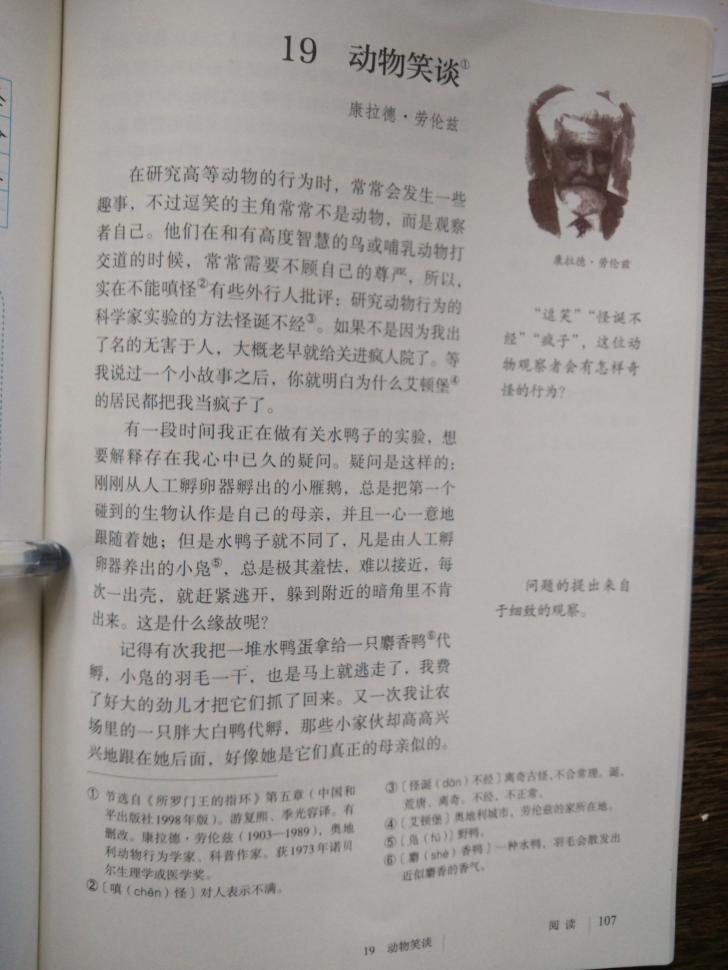 19 动物笑谈①
康拉德·劳伦兹
在研究高等动物的行为时，常常会发生一些
趣事，不过逗笑的主角常常不是动物，而是观察
者自己。他们在和有高度智慧的鸟或哺乳动物打
交道的时候，常常需要不顾自己的尊严，所以，
实在不能嗔怪②有些外行人批评：研究动物行为的
科学家实验的方法怪诞不经③。如果不是因为我出
了名的无害于人，大概老早就给关进疯人院了。等
我说过一个小故事之后，你就明白为什么艾顿堡④
的居民都把我当疯子了。
有一段时间我正在做有关水鸭子的实验，想
要解释存在我心中已久的疑问。疑问是这样的：
刚刚从人工孵卵器孵出的小雁鹅，总是把第一个
碰到的生物认作是自己的母亲，并且一心一意地
跟随着她；但是水鸭子就不同了，凡是由人工孵
卵器养出的小凫⑤，总是极其羞怯，难以接近，每
次一出壳，就赶紧逃开，躲到附近的暗角里不肯
出来。这是什么缘故呢？
记得有次我把一堆水鸭蛋拿给一只麝香鸭⑥代
孵，小凫的羽毛一干，也是马上就逃走了，我费
了好大的劲儿才把它们抓了回来。又一次我让农
场里的一只胖大白鸭代孵，那些小家伙却高高兴
兴地跟在她后面，好像她是它们真正的母亲似的。
康拉德·劳伦兹
“逗笑”“怪诞不
经”“疯子”，这位动
物观察者会有怎样奇
怪的行为？
问题的提出来自
于细致的观察。
① 节选自《所罗门王的指环》第五章（中国和
平出版社1998年版）。游复熙、季光容译。有
删改。康拉德·劳伦兹（1903—1989），奥地
利动物行为学家、科普作家。获1973年诺贝
尔生理学或医学奖。
②〔嗔（chēn）怪〕对人表示不满。
③〔怪诞（dàn）不经〕离奇古怪，不合常理。诞，
荒唐、离奇。不经，不正常。
④〔艾顿堡〕奥地利城市，劳伦兹的家所在地。
⑤〔凫（fú）〕野鸭。
⑥〔麝（shè）香鸭〕一种水鸭，羽毛会散发出
近似麝香的香气。
阅读 107
19 动物笑谈